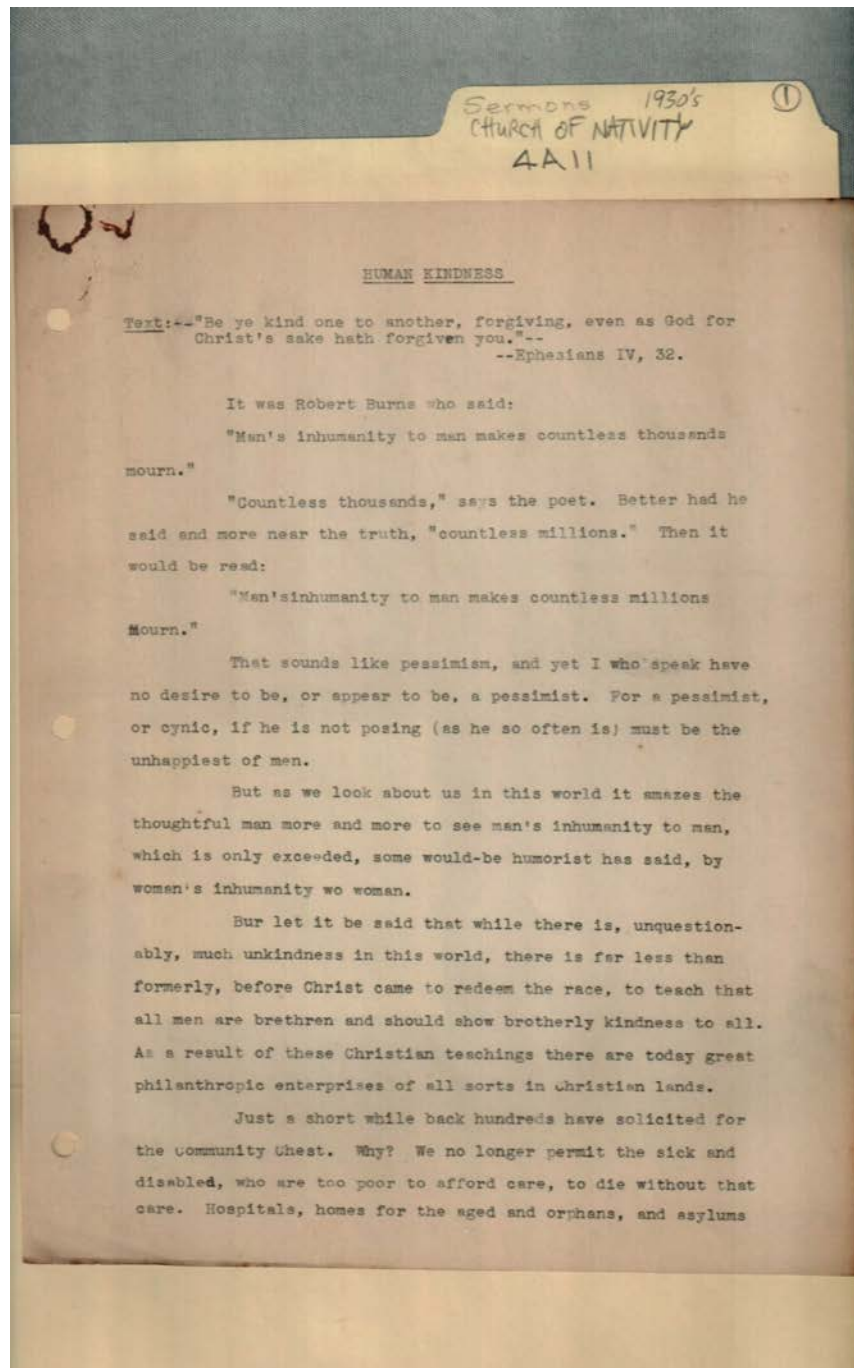 Sermons 1930's ①
CHURCH OF NATIVITY
4A11
HUMAN KINDNESS
Text:--"Be ye kind one to another, forgiving, even as God for
Christ's sake hath forgiven you."--
--Ephesians IV, 32.
It was Robert Burns who said:
"Man's inhumanity to man makes countless thousands
mourn."
"Countless thousands," says the poet. Better had he
said and more near the truth, "countless millions." Then it
would be read:
"Man'sinhumanity to man makes countless millions
mourn."
That sounds like pessimism, and yet I who speak have
no desire to be, or appear to be, a pessimist. For a pessimist,
or cynic, if he is not posing (as he so often is) must be the
unhappiest of men.
But as we look about us in this world it amazes the
thoughtful man more and more to see man's inhumanity to man,
which is only exceeded, some would-be humorist has said, by
woman's inhumanity wo woman.
Bur let it be said that while there is, unquestion-
ably, much unkindness in this world, there is far less than
formerly, before Christ came to redeem the race, to teach that
all men are brethren and should show brotherly kindness to all.
As a result of these Christian teachings there are today great
philanthropic enterprises of all sorts in Christian lands.
Just a short while back hundreds have solicited for
the Community Chest. Why? We no longer permit the sick and
disabled, who are too poor to afford care, to die without that
care. Hospitals, homes for the aged and orphans, and asylums